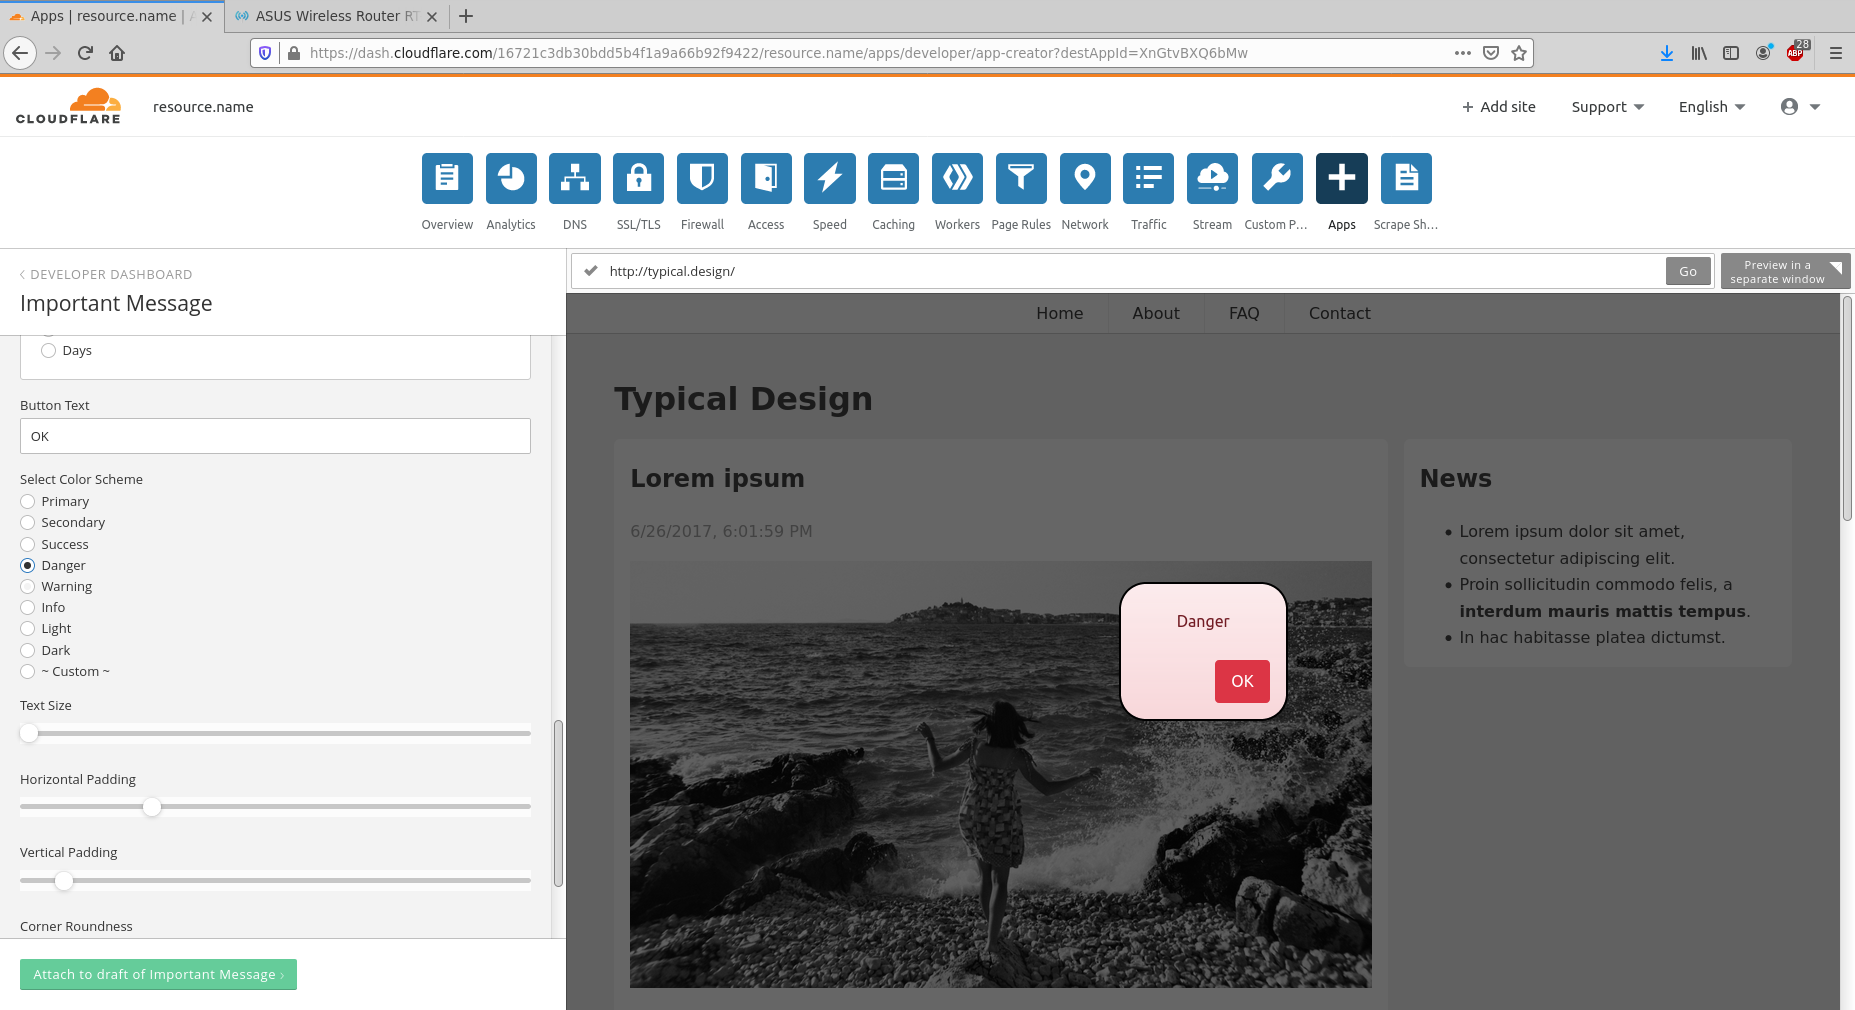 Apps | resource.name |
ASUS Wireless Router RT
https://dash.cloudflare.com/16721c3db30bdd5b4f1a9a66b92f9422/resource.name/apps/developer/app-creator?destAppId=XnGtvBXQ6bMw
28
ABP
CLOUDFLARE
resource.name
+ Add site
Support
English
Overview
Analytics
DNS
SSL/TLS
Firewall
Access
Speed
Caching
Workers
Page Rules
Network
Traffic
Stream
Custom P...
Apps
Scrape Sh...
‹ DEVELOPER DASHBOARD
Important Message
http://typical.design/
Go
Preview in a
separate window
Days
Button Text
OK
Select Color Scheme
Primary
Secondary
Success
Danger
Warning
Info
Light
Dark
~ Custom ~
Text Size
Horizontal Padding
Vertical Padding
Corner Roundness
Attach to draft of Important Message ›
Home
About
FAQ
Contact
Typical Design
Lorem ipsum
6/26/2017, 6:01:59 PM
Danger
OK
News
• Lorem ipsum dolor sit amet,
consectetur adipiscing elit.
• Proin sollicitudin commodo felis, a
interdum mauris mattis tempus.
• In hac habitasse platea dictumst.